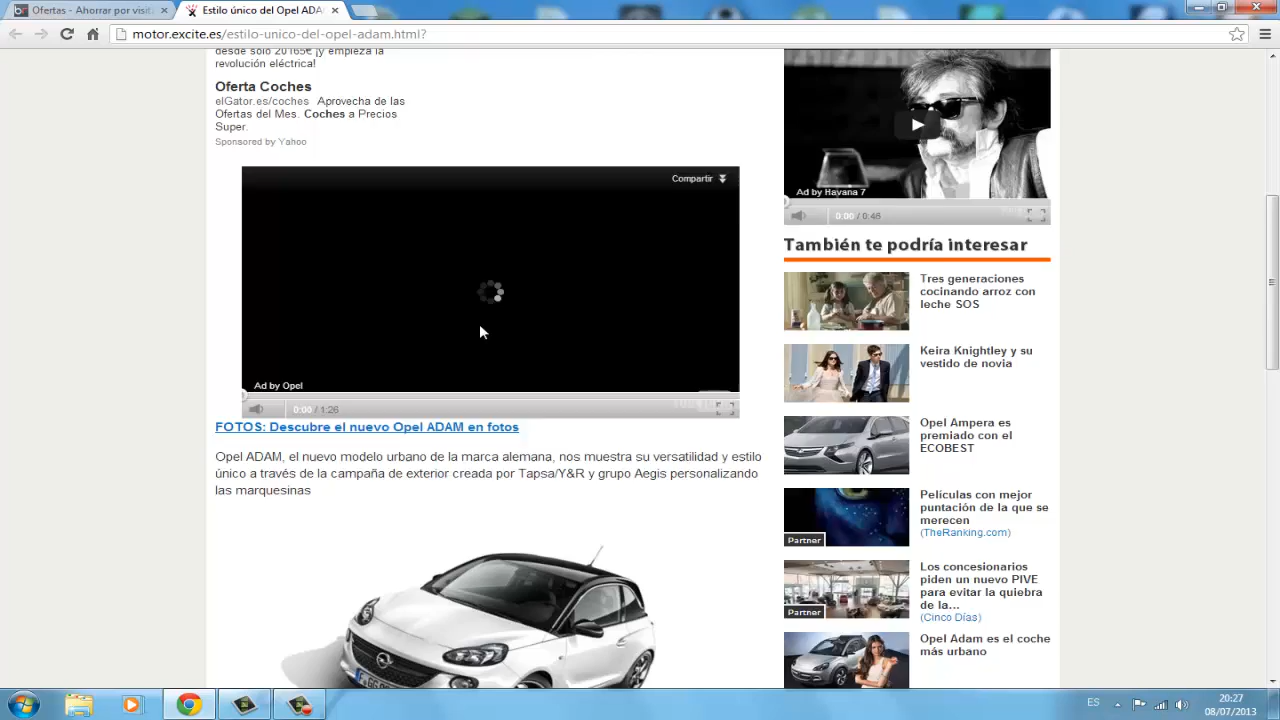 Ofertas - Ahorrar por visit
Estilo único del Opel ADA
motor.excite.es/estilo-unico-del-opel-adam.html?
desde sólo 20165€ ¡y empieza la
revolución eléctrica!
Oferta Coches
elGator.es/coches Aprovecha de las
Ofertas del Mes. Coches a Precios
Super.
Sponsored by Yahoo
Compartir
Ad by Opel
0:00 / 1:26
FOTOS: Descubre el nuevo Opel ADAM en fotos
Opel ADAM, el nuevo modelo urbano de la marca alemana, nos muestra su versatilidad y estilo
único a través de la campaña de exterior creada por Tapsa/Y&R y grupo Aegis personalizando
las marquesinas
Ad by Havana 7
0:00 / 0:46
También te podría interesar
Tres generaciones
cocinando arroz con
leche SOS
Keira Knightley y su
vestido de novia
Opel Ampera es
premiado con el
ECOBEST
Películas con mejor
puntación de la que se
merecen
(TheRanking.com)
Partner
Los concesionarios
piden un nuevo PIVE
para evitar la quiebra
de la...
(Cinco Días)
Partner
Opel Adam es el coche
más urbano
ES
20:27
08/07/2013